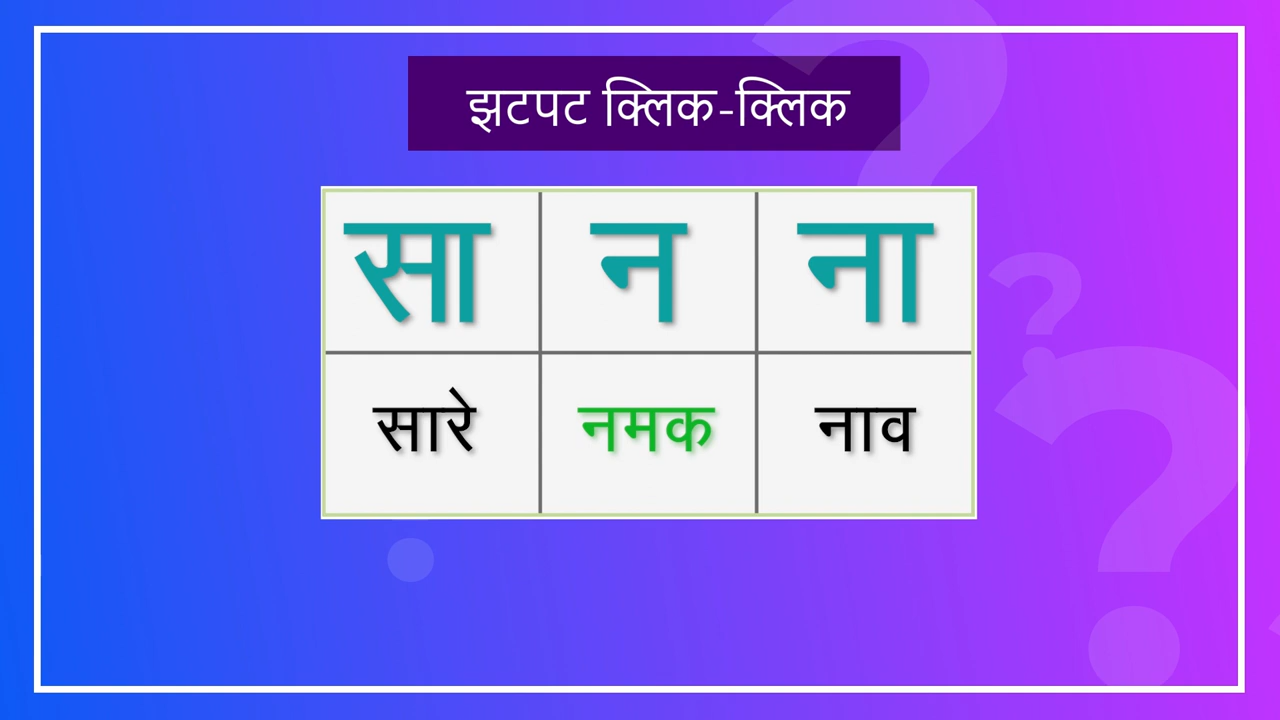 झटपट क्लिक-क्लिक
सा न ना
सारे नमक नाव